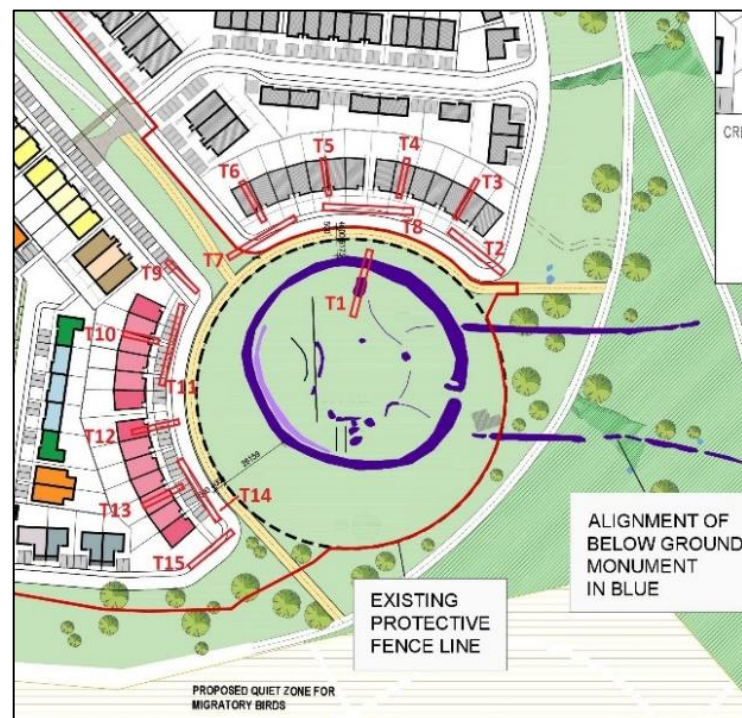 CRE
T5
T4
T6
T3
T8
T7
T2
T9
T1
T10
T11
T12
T13
T14
T15
ALIGNMENT OF
BELOW GROUND
MONUMENT
IN BLUE
EXISTING
PROTECTIVE
FENCE LINE
PROPOSED QUIET ZONE FOR
MIGRATORY BIRDS